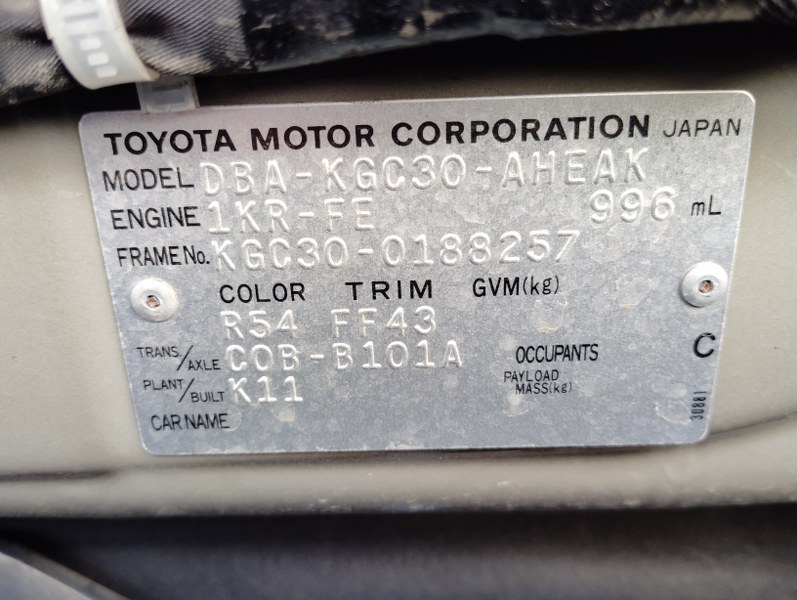 TOYOTA MOTOR CORPORATION JAPAN
MODEL DBA-KGC30-AHEAK
ENGINE 1KR-FE 996 mL
FRAME No. KGC30-0188257
COLOR TRIM GVM(kg)
R54 FF43
TRANS./AXLE C0B-B101A OCCUPANTS C
PLANT/BUILT K11 PAYLOAD MASS(kg)
CAR NAME
30881